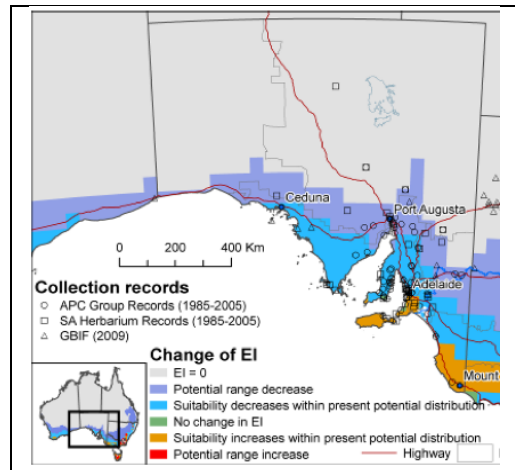 Ceduna
Port Augusta
0 200 400 Km
Adelaide
Collection records
APC Group Records (1985-2005)
SA Herbarium Records (1985-2005)
GBIF (2009)
Mount
Change of EI
EI = 0
Potential range decrease
Suitability decreases within present potential distribution
No change in EI
Suitability increases within present potential distribution
Potential range increase
Highway